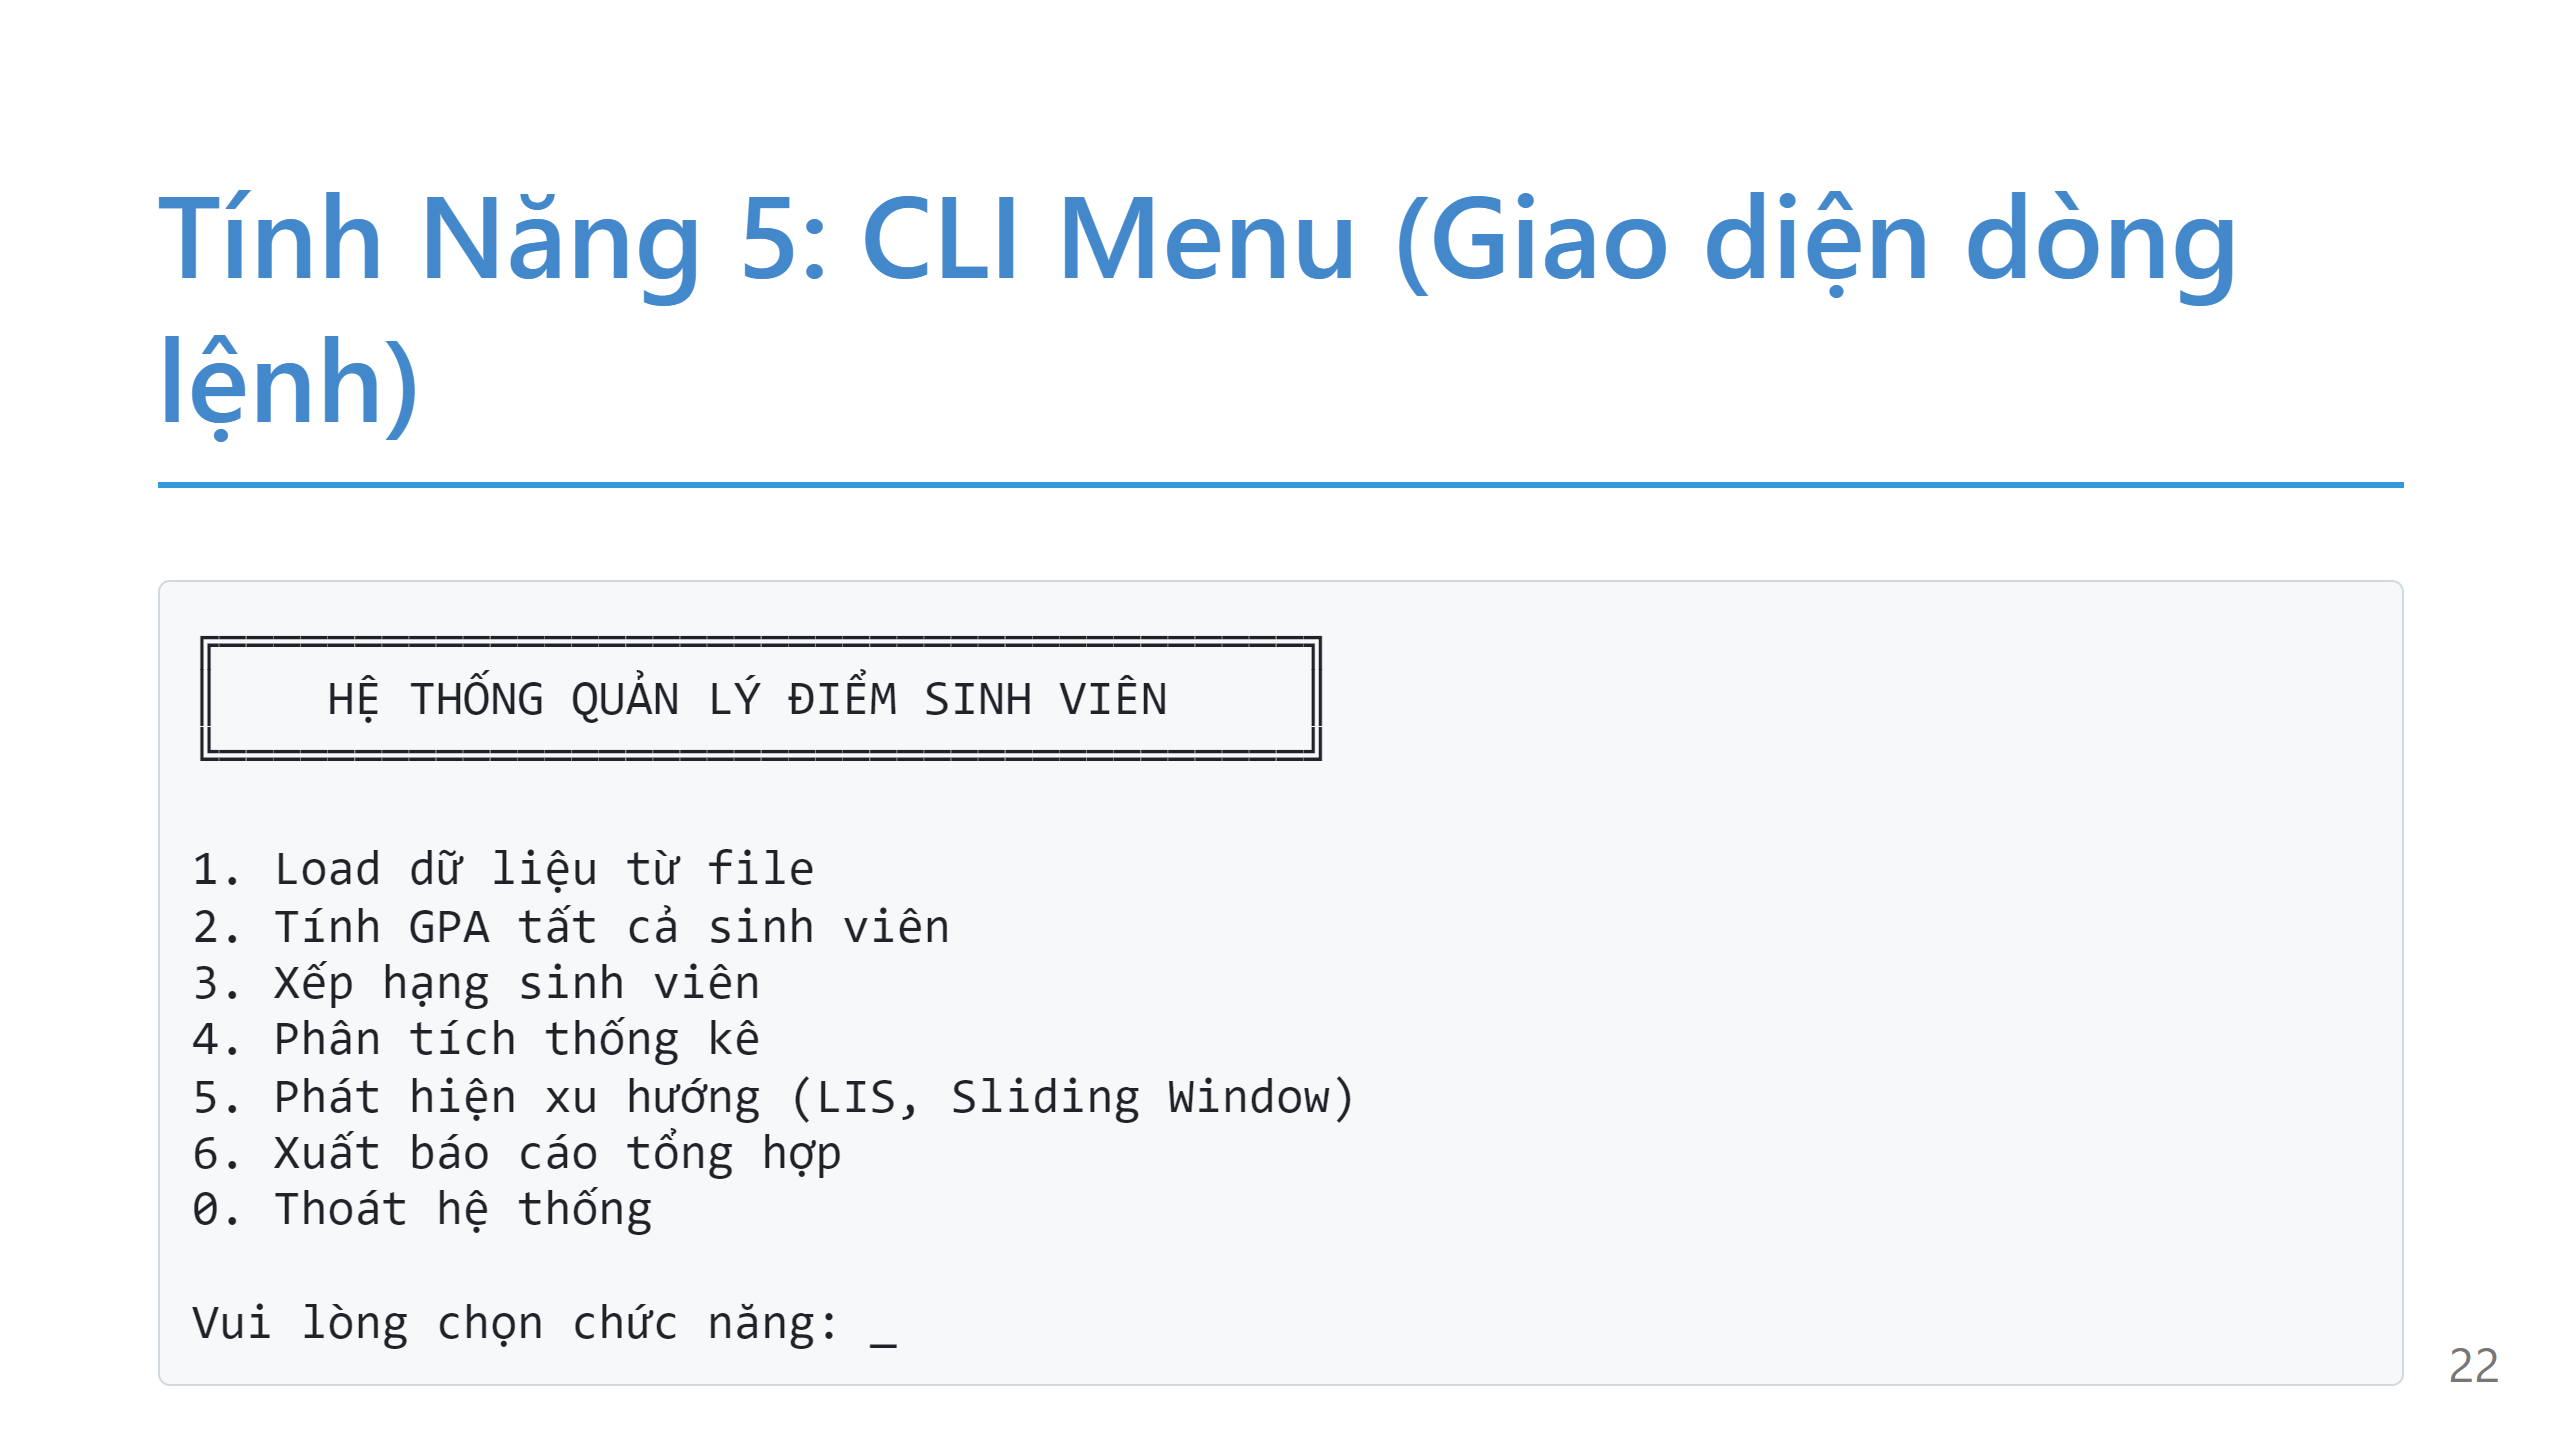 Tính Năng 5: CLI Menu (Giao diện dòng
lệnh)
HỆ THỐNG QUẢN LÝ ĐIỂM SINH VIÊN
1. Load dữ liệu từ file
2. Tính GPA tất cả sinh viên
3. Xếp hạng sinh viên
4. Phân tích thống kê
5. Phát hiện xu hướng (LIS, Sliding Window)
6. Xuất báo cáo tổng hợp
0. Thoát hệ thống
Vui lòng chọn chức năng: _
22